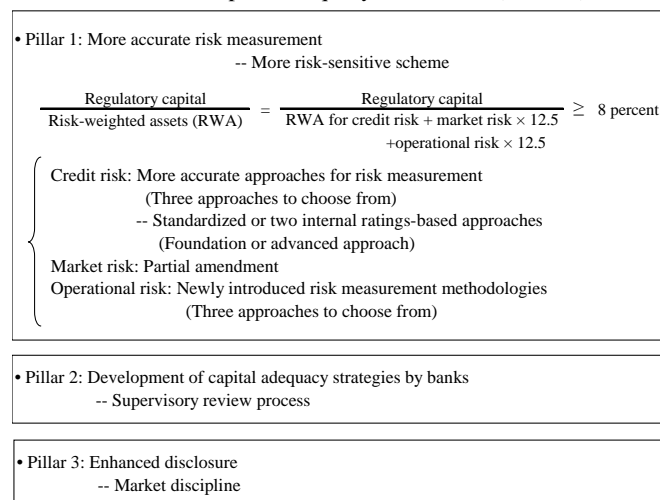 • Pillar 1: More accurate risk measurement
-- More risk-sensitive scheme
Regulatory capital / Risk-weighted assets (RWA) = Regulatory capital / RWA for credit risk + market risk × 12.5 +operational risk × 12.5 ≥ 8 percent
Credit risk: More accurate approaches for risk measurement
(Three approaches to choose from)
-- Standardized or two internal ratings-based approaches
(Foundation or advanced approach)
Market risk: Partial amendment
Operational risk: Newly introduced risk measurement methodologies
(Three approaches to choose from)
• Pillar 2: Development of capital adequacy strategies by banks
-- Supervisory review process
• Pillar 3: Enhanced disclosure
-- Market discipline